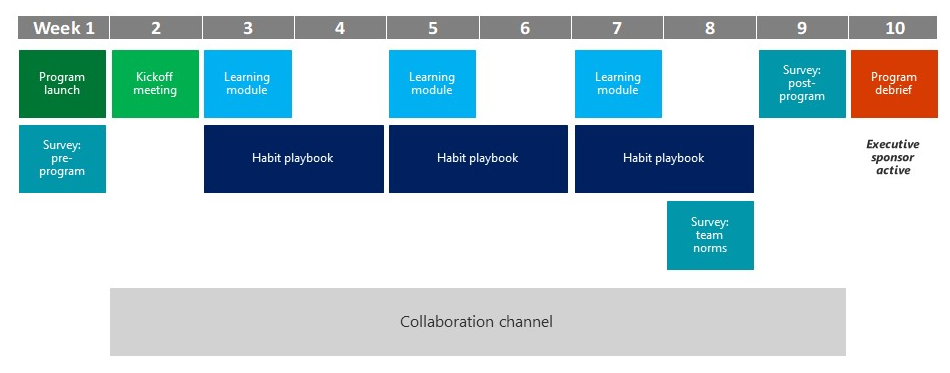 Week 1 2 3 4 5 6 7 8 9 10
Program
launch
Kickoff
meeting
Learning
module
Learning
module
Learning
module
Survey:
post-
program
Program
debrief
Survey:
pre-
program
Habit playbook
Habit playbook
Habit playbook
Executive
sponsor
active
Survey:
team
norms
Collaboration channel